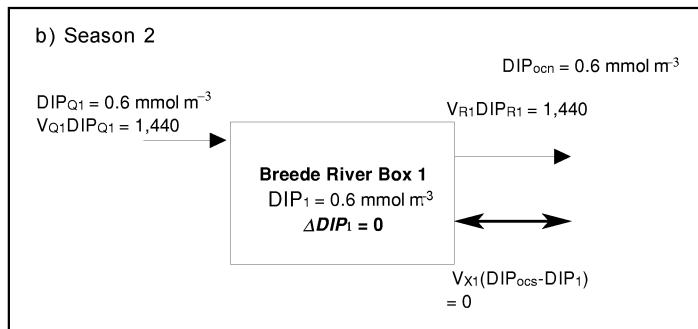 b) Season 2
DIPocn = 0.6 mmol m⁻³
DIPQ1 = 0.6 mmol m⁻³
VQ1DIPQ1 = 1,440
VR1DIPR1 = 1,440
Breede River Box 1
DIP1 = 0.6 mmol m⁻³
ΔDIP1 = 0
VX1(DIPocs-DIP1)
= 0